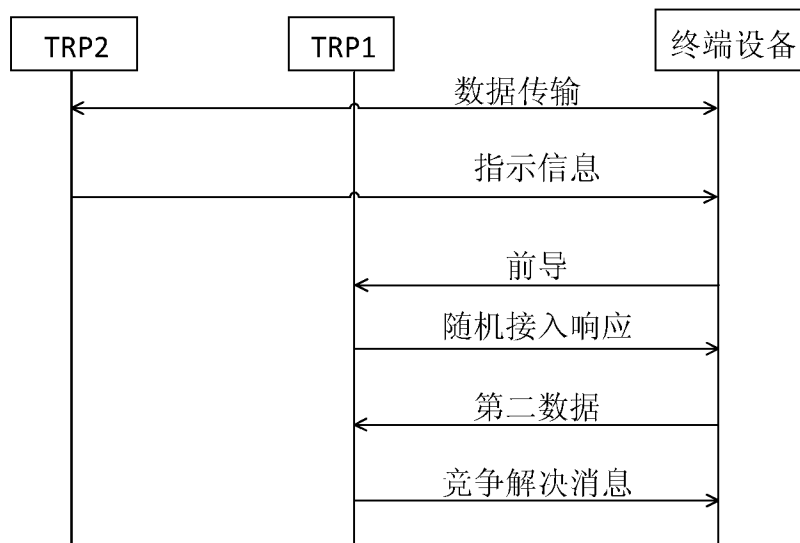 TRP2
TRP1
终端设备
数据传输
指示信息
前导
随机接入响应
第二数据
竞争解决消息